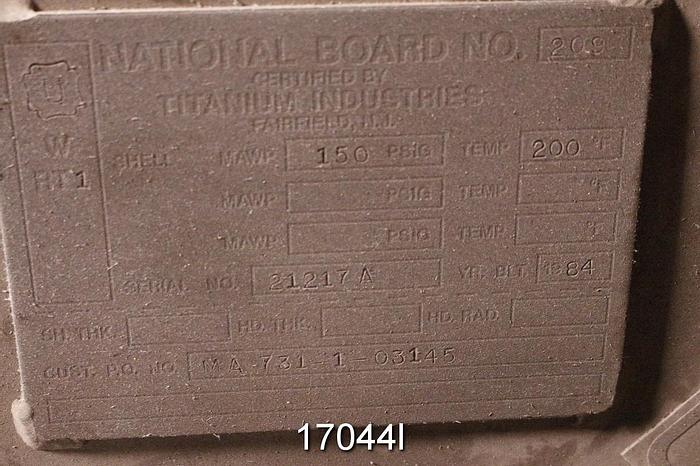 NATIONAL BOARD NO. 209
CERTIFIED BY
TITANIUM INDUSTRIES
FAIRFIELD, N.J.
U
W
RT1
SHELL MAWP 150 PSIG TEMP 200 °F
MAWP PSIG TEMP °F
MAWP PSIG TEMP °F
SERIAL NO. 21217A YR. BLT. 1984
SH. THK. HD. THK. HD. RAD.
CUST. P.O. NO. MA-731-1-03145
17044I